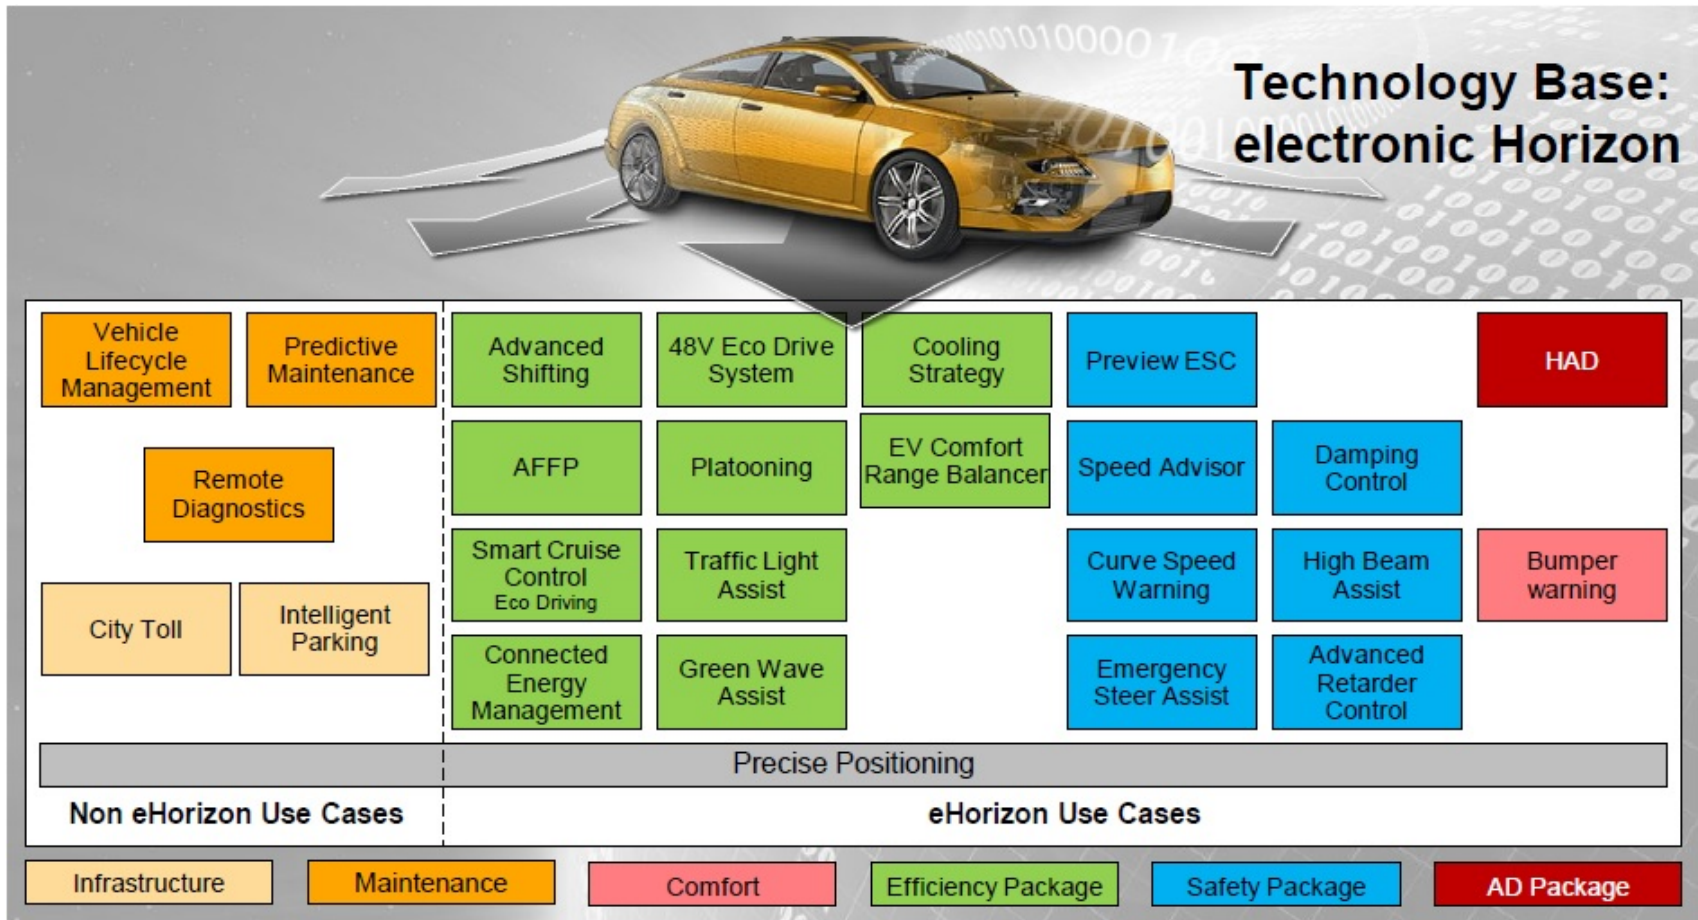 Technology Base:
electronic Horizon
Vehicle
Lifecycle
Management
Predictive
Maintenance
Advanced
Shifting
48V Eco Drive
System
Cooling
Strategy
Preview ESC
HAD
Remote
Diagnostics
AFFP
Platooning
EV Comfort
Range Balancer
Speed Advisor
Damping
Control
Smart Cruise
Control
Eco Driving
Traffic Light
Assist
Curve Speed
Warning
High Beam
Assist
Bumper
warning
City Toll
Intelligent
Parking
Connected
Energy
Management
Green Wave
Assist
Emergency
Steer Assist
Advanced
Retarder
Control
Precise Positioning
Non eHorizon Use Cases
eHorizon Use Cases
Infrastructure
Maintenance
Comfort
Efficiency Package
Safety Package
AD Package